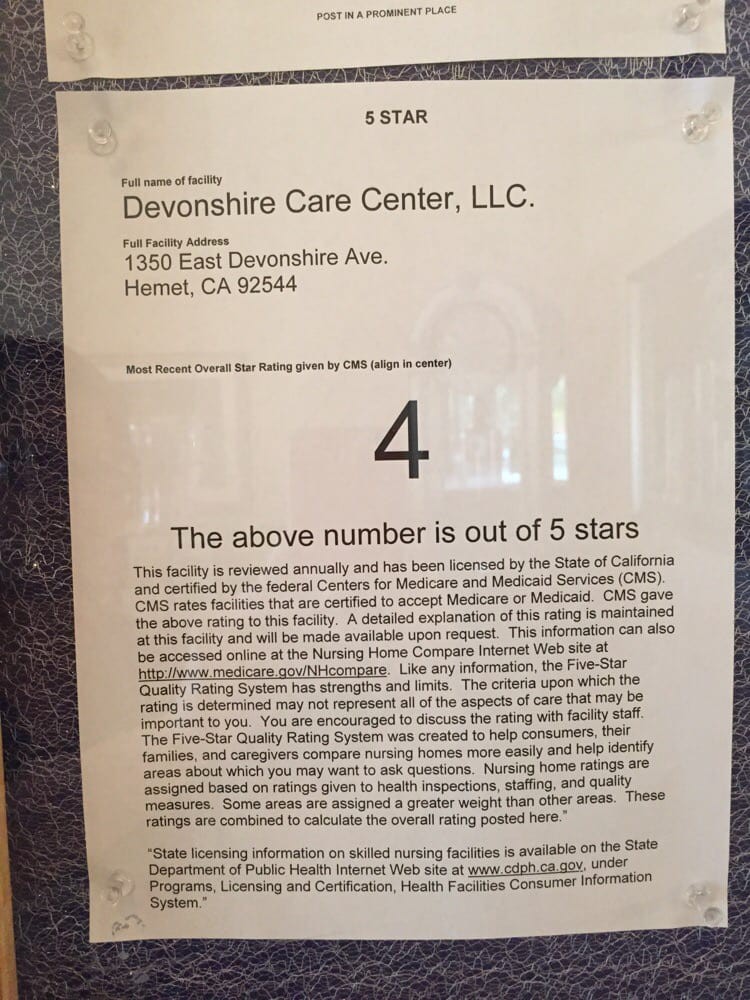 POST IN A PROMINENT PLACE
5 STAR
Full name of facility
Devonshire Care Center, LLC.
Full Facility Address
1350 East Devonshire Ave.
Hemet, CA 92544
Most Recent Overall Star Rating given by CMS (align in center)
4
The above number is out of 5 stars
This facility is reviewed annually and has been licensed by the State of California
and certified by the federal Centers for Medicare and Medicaid Services (CMS).
CMS rates facilities that are certified to accept Medicare or Medicaid.  CMS gave
the above rating to this facility.  A detailed explanation of this rating is maintained
at this facility and will be made available upon request.  This information can also
be accessed online at the Nursing Home Compare Internet Web site at
http://www.medicare.gov/NHcompare.  Like any information, the Five-Star
Quality Rating System has strengths and limits.  The criteria upon which the
rating is determined may not represent all of the aspects of care that may be
important to you.  You are encouraged to discuss the rating with facility staff.
The Five-Star Quality Rating System was created to help consumers, their
families, and caregivers compare nursing homes more easily and help identify
areas about which you may want to ask questions.  Nursing home ratings are
assigned based on ratings given to health inspections, staffing, and quality
measures.  Some areas are assigned a greater weight than other areas.  These
ratings are combined to calculate the overall rating posted here.”
“State licensing information on skilled nursing facilities is available on the State
Department of Public Health Internet Web site at www.cdph.ca.gov, under
Programs, Licensing and Certification, Health Facilities Consumer Information
System.”